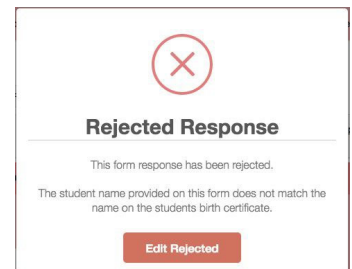 Rejected Response
This form response has been rejected.
The student name provided on this form does not match the
name on the students birth certificate.
Edit Rejected